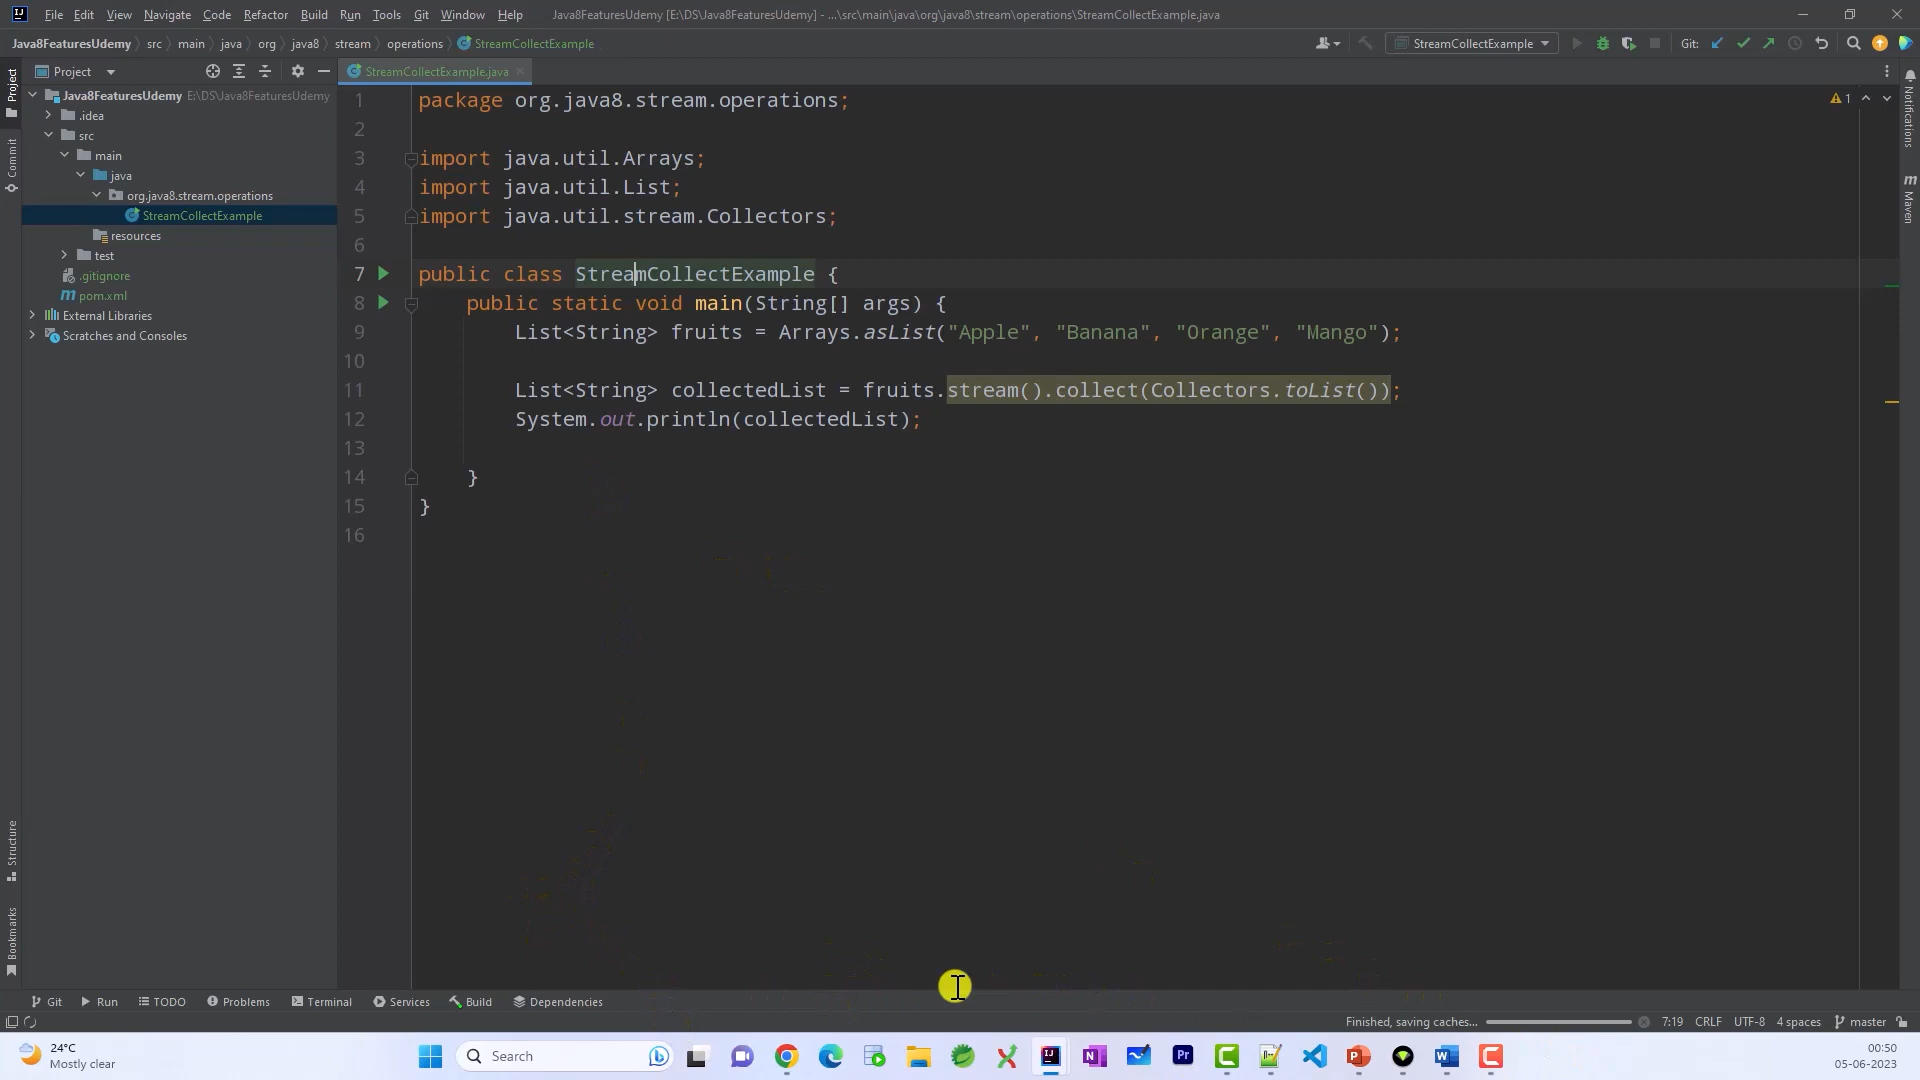 File Edit View Navigate Code Refactor Build Run Tools Git Window Help Java8FeaturesUdemy [E:\DS\Java8FeaturesUdemy] - ...\src\main\java\org\java8\stream\operations\StreamCollectExample.java
Java8FeaturesUdemy src main java org java8 stream operations StreamCollectExample StreamCollectExample Git:
Project StreamCollectExample.java
Java8FeaturesUdemy E:\DS\Java8FeaturesUdemy
.idea
src
main
java
org.java8.stream.operations
StreamCollectExample
resources
test
.gitignore
pom.xml
External Libraries
Scratches and Consoles
Project
Commit
Structure
Bookmarks
1 package org.java8.stream.operations;
2
3 import java.util.Arrays;
4 import java.util.List;
5 import java.util.stream.Collectors;
6
7 public class StreamCollectExample {
8 public static void main(String[] args) {
9 List<String> fruits = Arrays.asList("Apple", "Banana", "Orange", "Mango");
10
11 List<String> collectedList = fruits.stream().collect(Collectors.toList());
12 System.out.println(collectedList);
13
14 }
15 }
16
1
Notifications
Maven
Git Run TODO Problems Terminal Services Build Dependencies
Finished, saving caches... 7:19 CRLF UTF-8 4 spaces master
24°C
Mostly clear
Search
00:50
05-06-2023